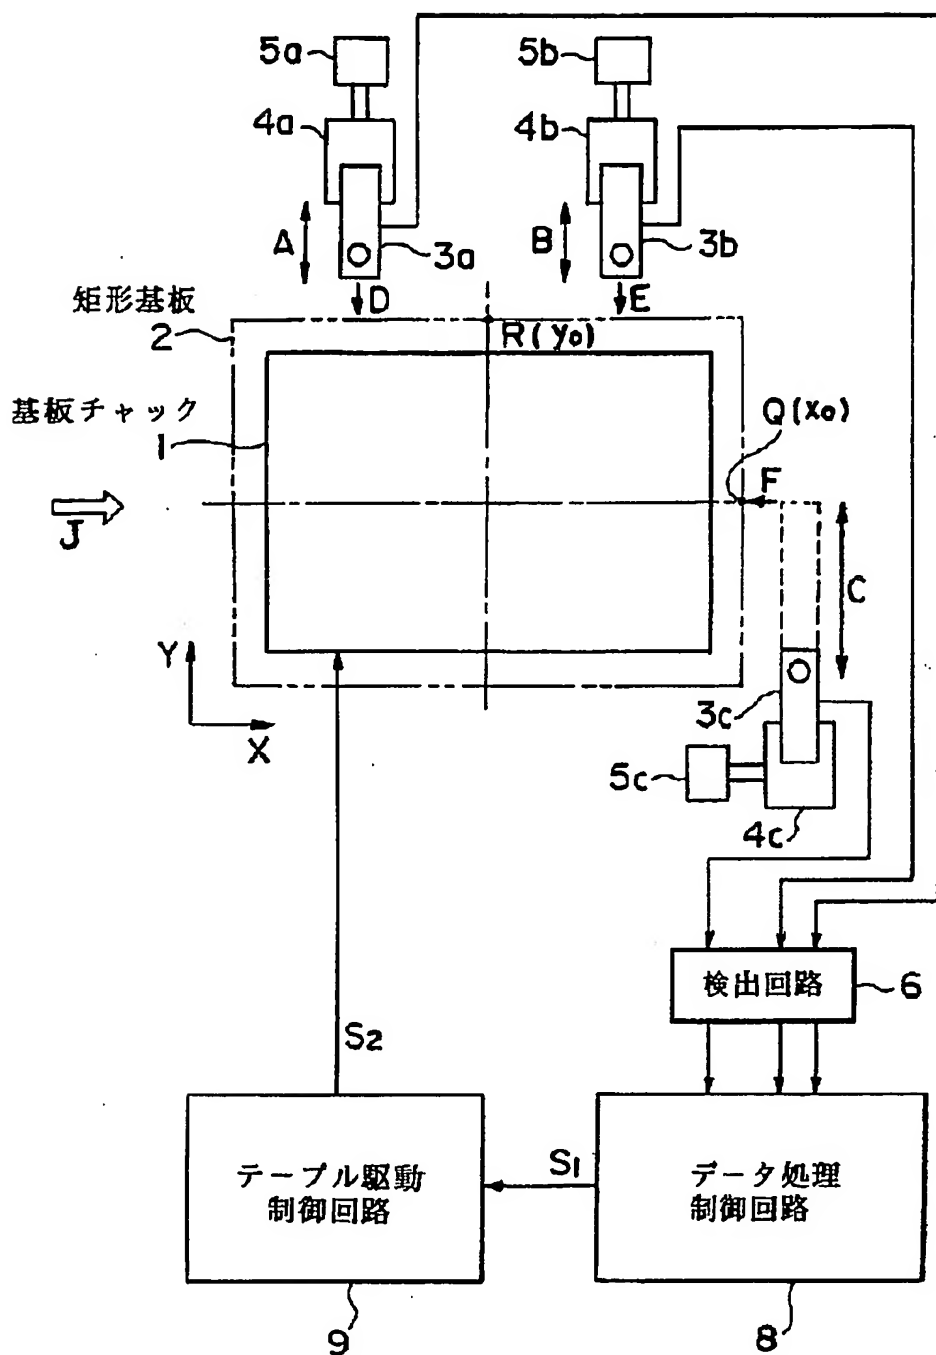 5a
5b
4a
4b
A
3a
B
3b
D
E
矩形基板
2
R(yo)
基板チャック
1
Q(xo)
F
J
C
Y
X
3c
5c
4c
検出回路
6
S2
S1
テーブル駆動
制御回路
データ処理
制御回路
9
8